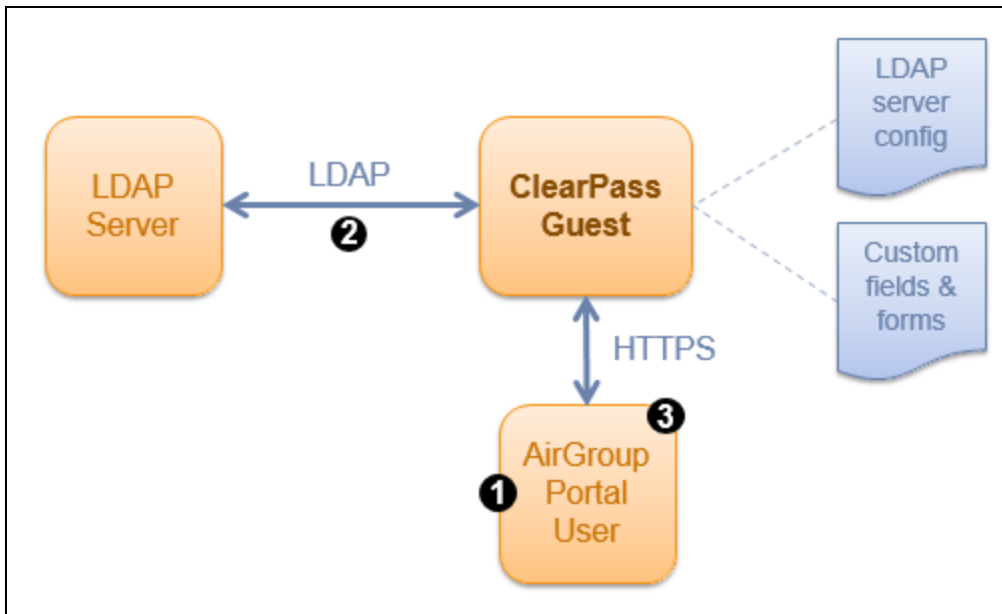 LDAP
Server
LDAP
2
ClearPass
Guest
LDAP
server
config
Custom
fields &
forms
HTTPS
3
1
AirGroup
Portal
User